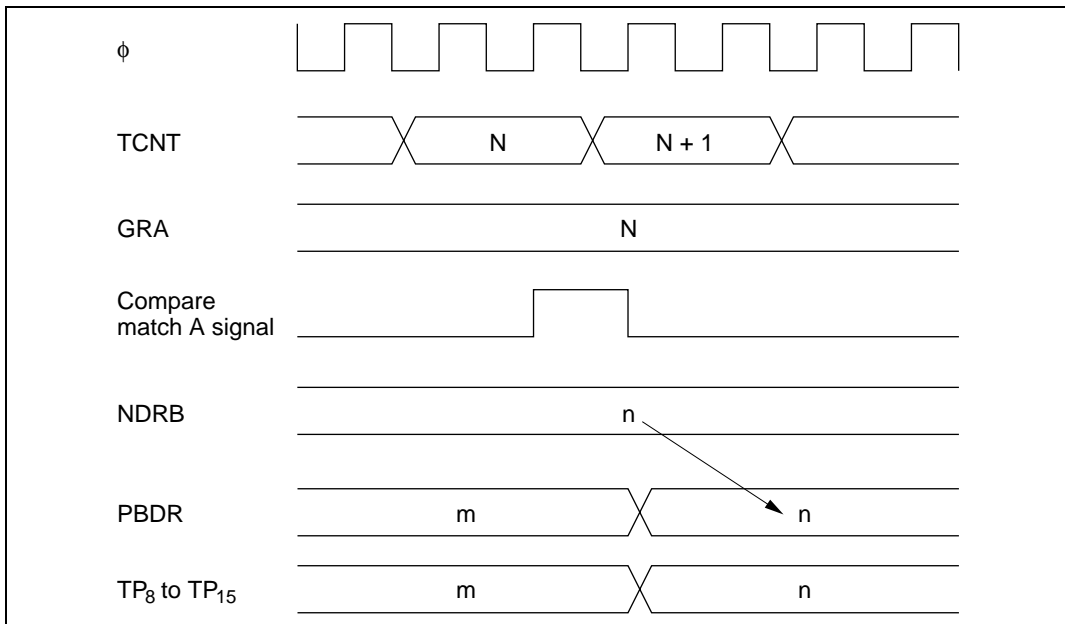 ϕ
TCNT
N
N + 1
GRA
N
Compare
match A signal
NDRB
n
PBDR
m
n
TP8 to TP15
m
n